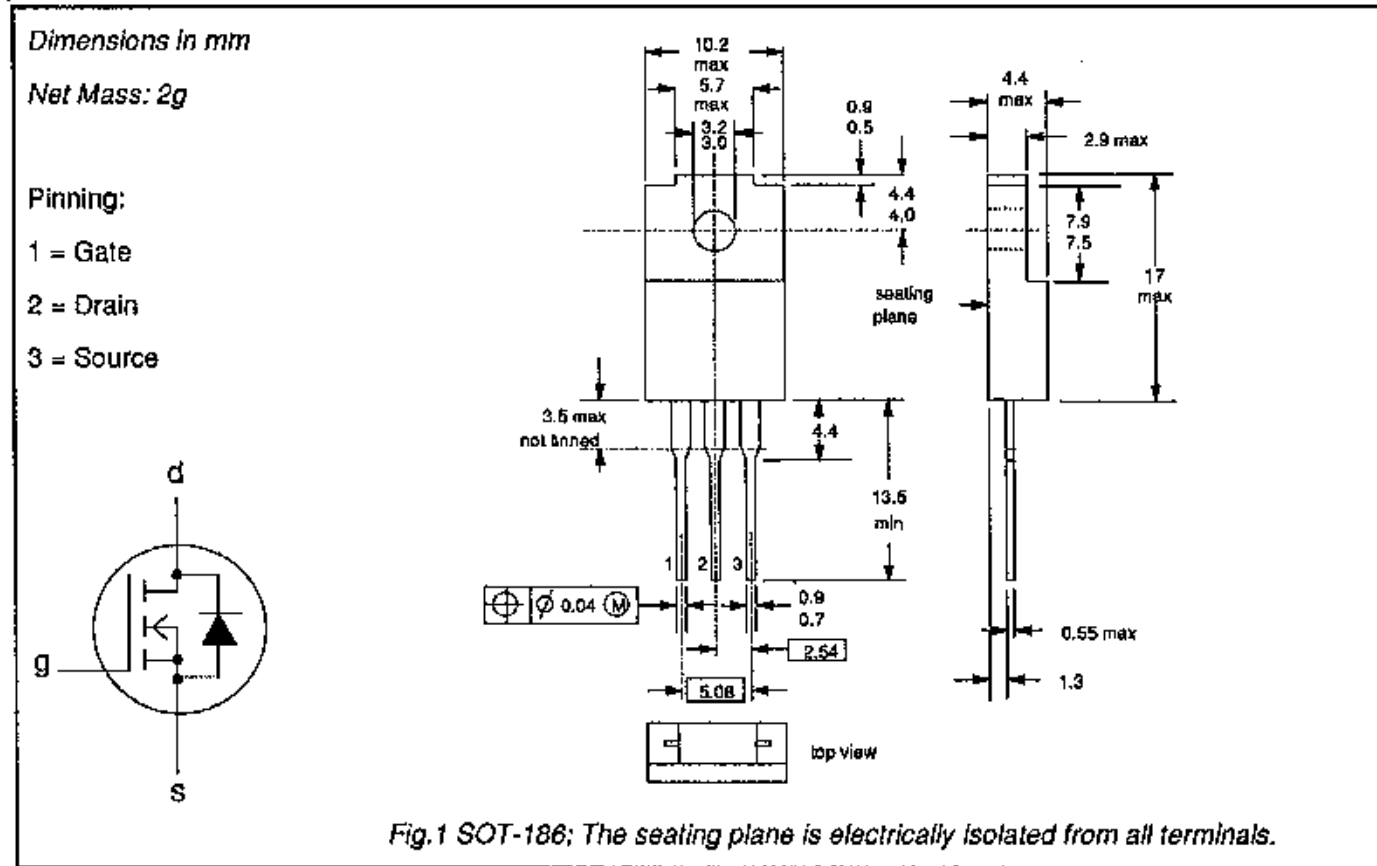 Dimensions in mm
Net Mass: 2g
Pinning:
1 = Gate
2 = Drain
3 = Source
d
g
s
10.2
max
5.7
max
3.2
3.0
0.9
0.5
4.4
4.0
seating
plane
3.5 max
not tinned
4.4
13.5
min
1
2
3
Ø 0.04 M
0.9
0.7
2.54
5.08
top view
4.4
max
2.9 max
7.9
7.5
17
max
0.55 max
1.3
Fig.1 SOT-186; The seating plane is electrically isolated from all terminals.